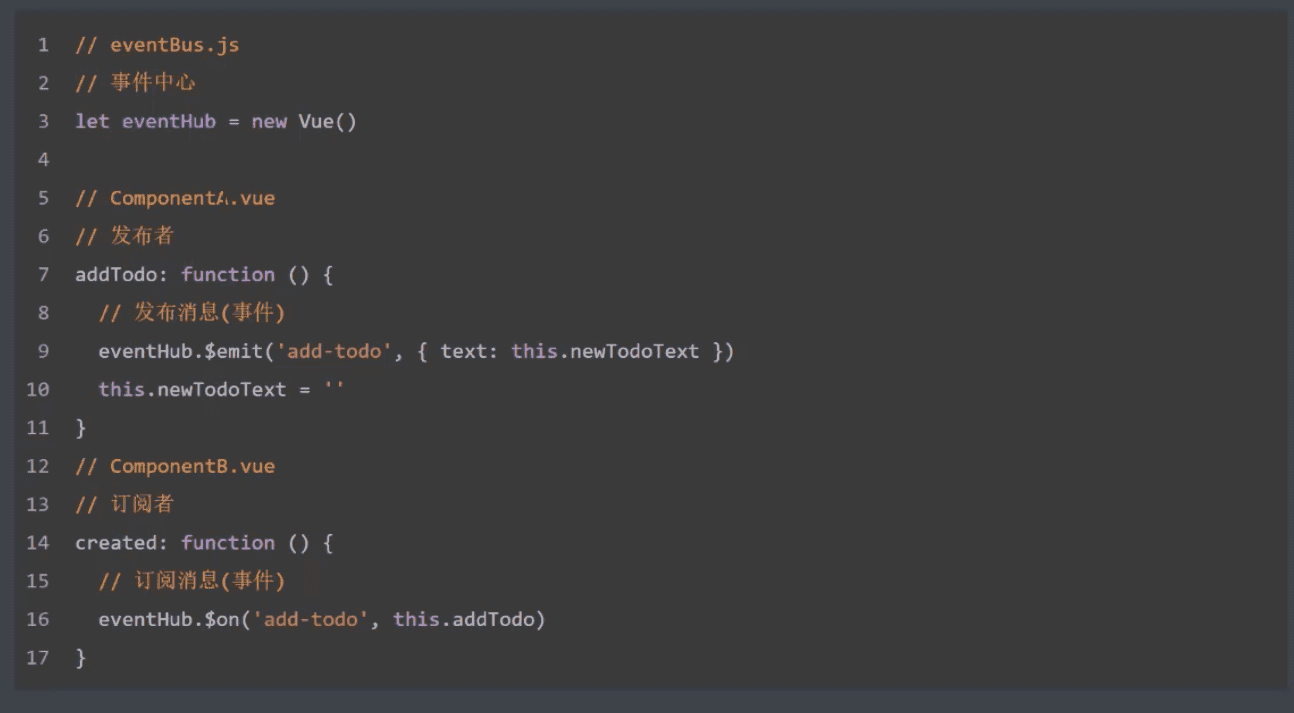 1 // eventBus.js
2 // 事件中心
3 let eventHub = new Vue()
4
5 // ComponentA.vue
6 // 发布者
7 addTodo: function () {
8   // 发布消息(事件)
9   eventHub.$emit('add-todo', { text: this.newTodoText })
10   this.newTodoText = ''
11 }
12 // ComponentB.vue
13 // 订阅者
14 created: function () {
15   // 订阅消息(事件)
16   eventHub.$on('add-todo', this.addTodo)
17 }